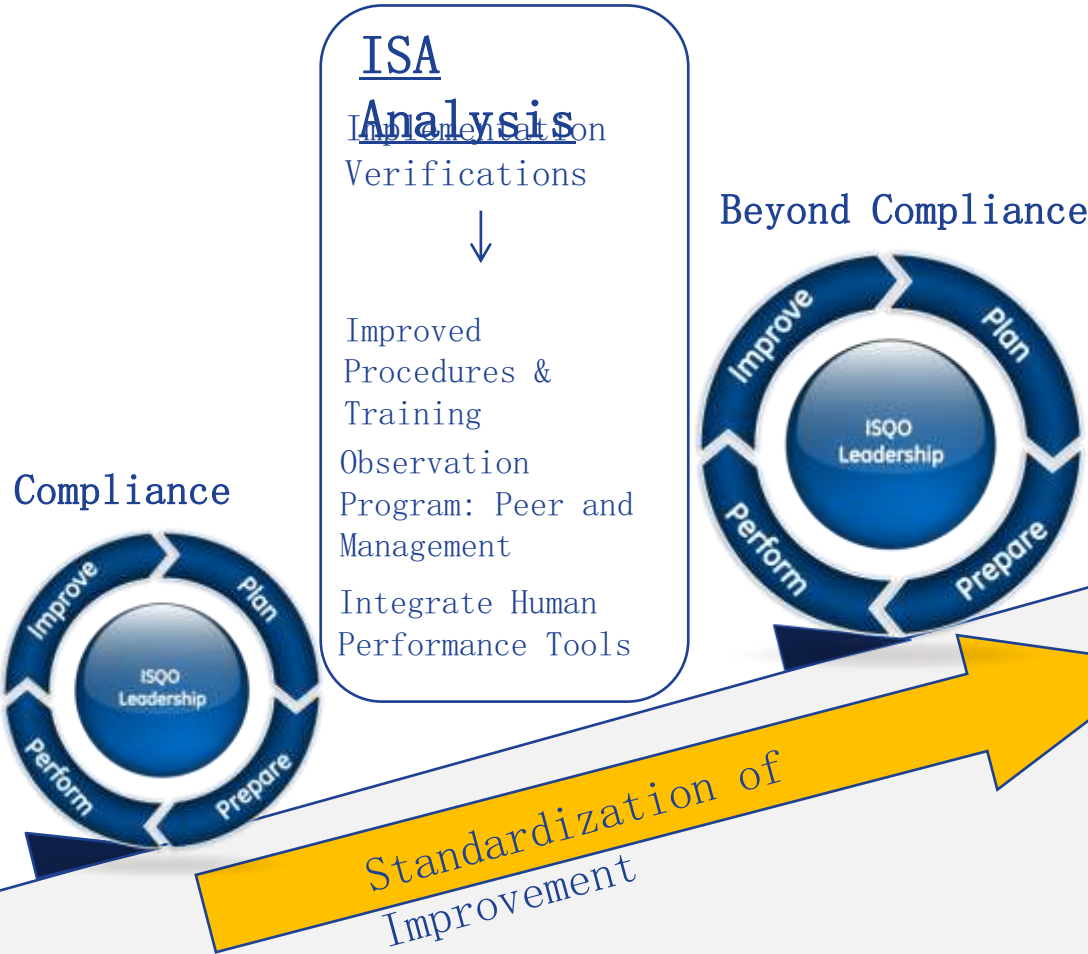 ISA
Analysis
Implementation
Verifications
Improved
Procedures &
Training
Observation
Program: Peer and
Management
Integrate Human
Performance Tools
Compliance
Improve
Plan
ISQO
Leadership
Perform
Prepare
Beyond Compliance
Improve
Plan
ISQO
Leadership
Perform
Prepare
Standardization of
Improvement